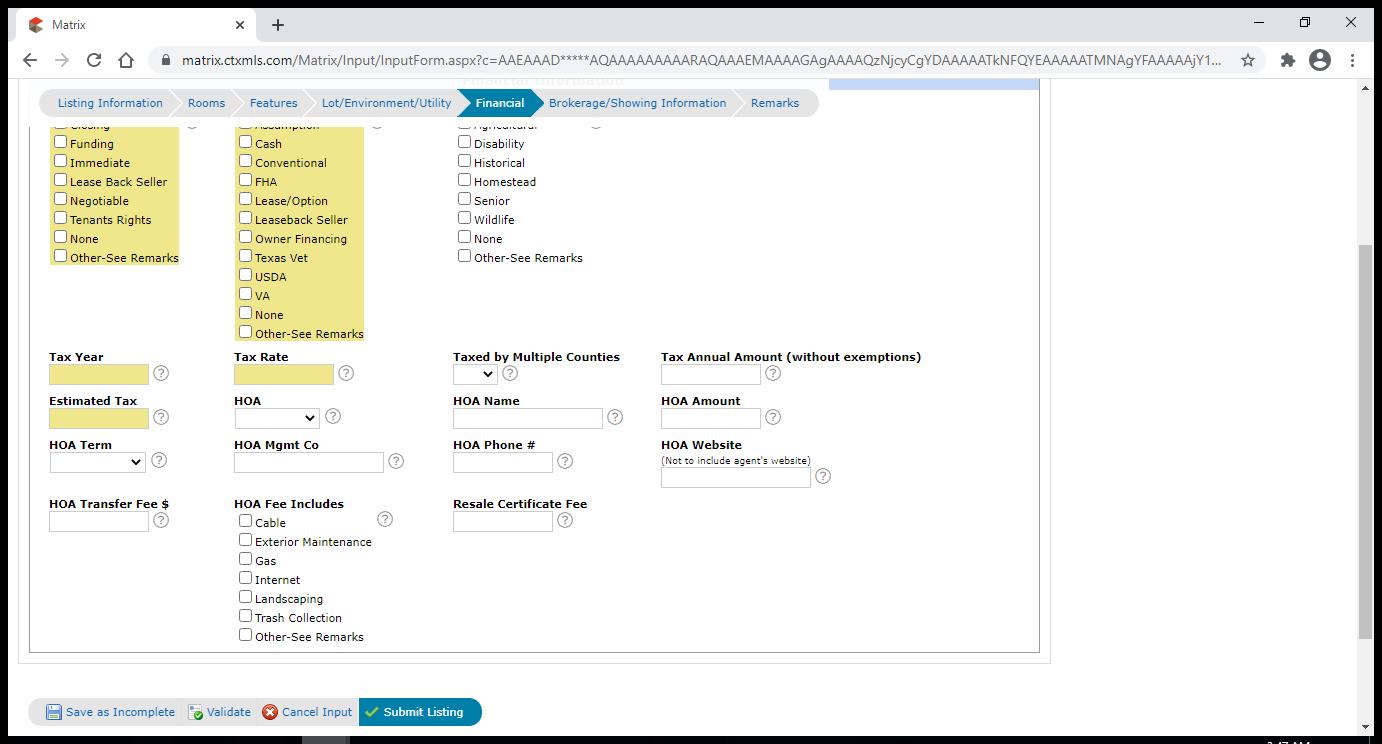 Matrix
matrix.ctxmls.com/Matrix/Input/InputForm.aspx?c=AAEAAAD*****AQAAAAAAAAARAQAAAEMAAAAGAgAAAAQzNjcyCgYDAAAAATkNFQYEAAAAATMNAgYFAAAAAjY1...
Financial Information
Listing Information Rooms Features Lot/Environment/Utility Financial Brokerage/Showing Information Remarks
Closing Assumption Agricultural
Funding Cash Disability
Immediate Conventional Historical
Lease Back Seller FHA Homestead
Negotiable Lease/Option Senior
Tenants Rights Leaseback Seller Wildlife
None Owner Financing None
Other-See Remarks Texas Vet Other-See Remarks
USDA
VA
None
Other-See Remarks
Tax Year Tax Rate Taxed by Multiple Counties Tax Annual Amount (without exemptions)
? ? ? ?
Estimated Tax HOA HOA Name HOA Amount
? ? ? ?
HOA Term HOA Mgmt Co HOA Phone # HOA Website
(Not to include agent's website)
? ? ? ?
HOA Transfer Fee $ HOA Fee Includes Resale Certificate Fee
? Cable ? ?
Exterior Maintenance
Gas
Internet
Landscaping
Trash Collection
Other-See Remarks
Save as Incomplete Validate Cancel Input Submit Listing